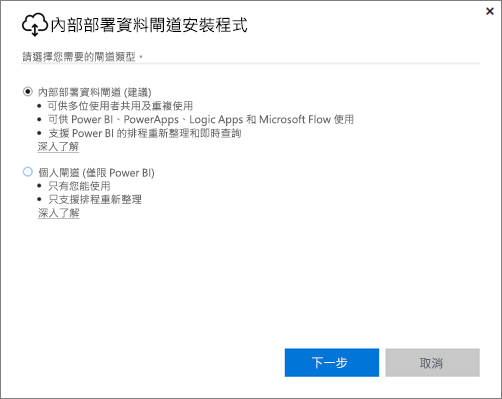 內部部署資料閘道安裝程式
請選擇您需要的閘道類型。
內部部署資料閘道 (建議)
• 可供多位使用者共用及重複使用
• 可供 Power BI、PowerApps、Logic Apps 和 Microsoft Flow 使用
• 支援 Power BI 的排程重新整理和即時查詢
深入了解
個人閘道 (僅限 Power BI)
• 只有您能使用
• 只支援排程重新整理
深入了解
下一步
取消